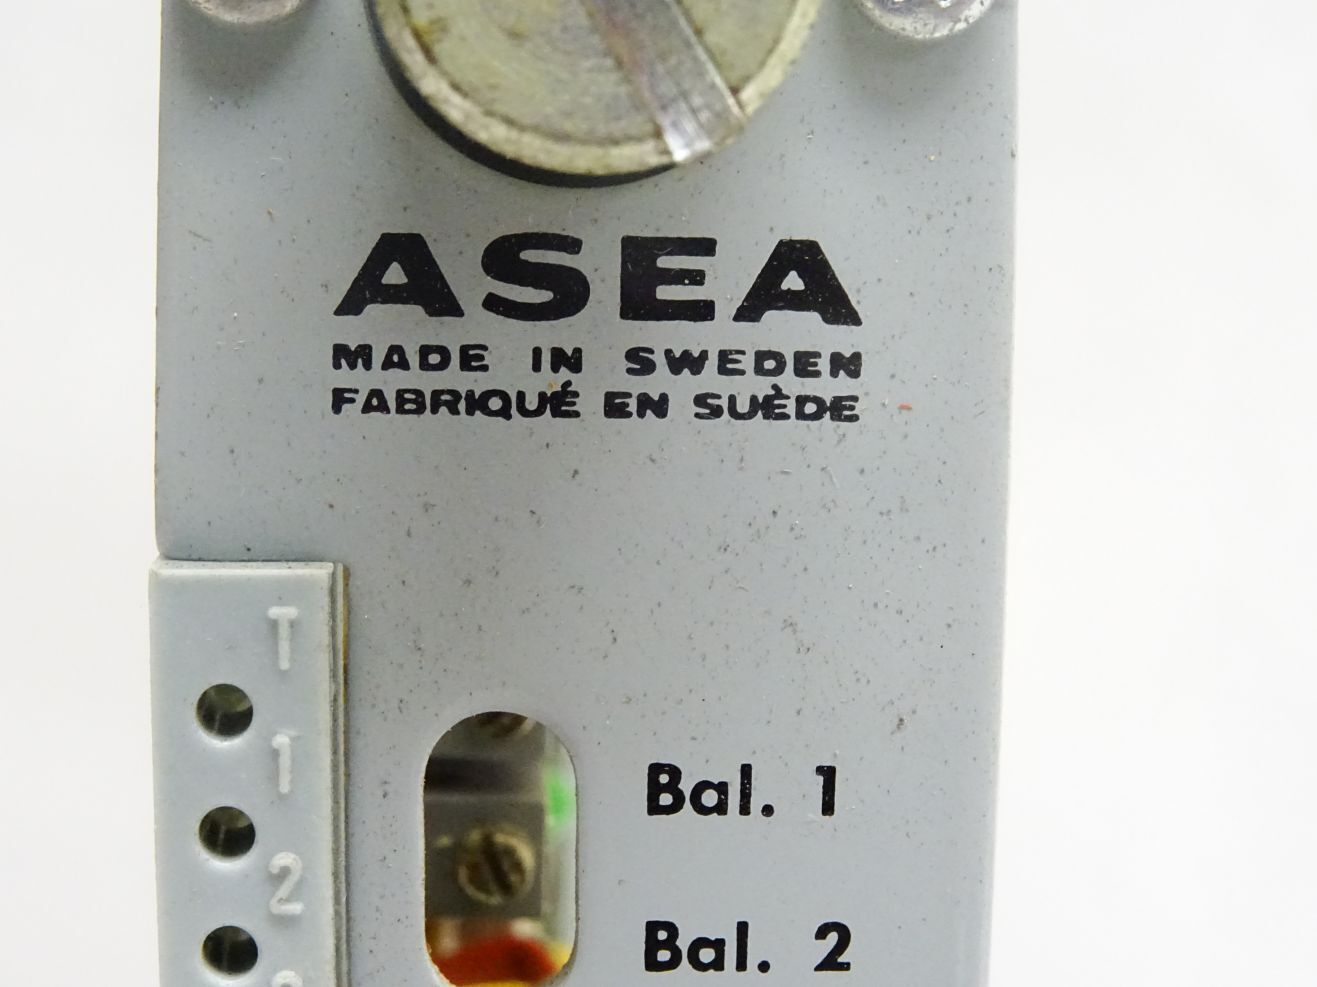 ASEA
MADE IN SWEDEN
FABRIQUÉ EN SUÈDE
T
1
2
Bal. 1
Bal. 2